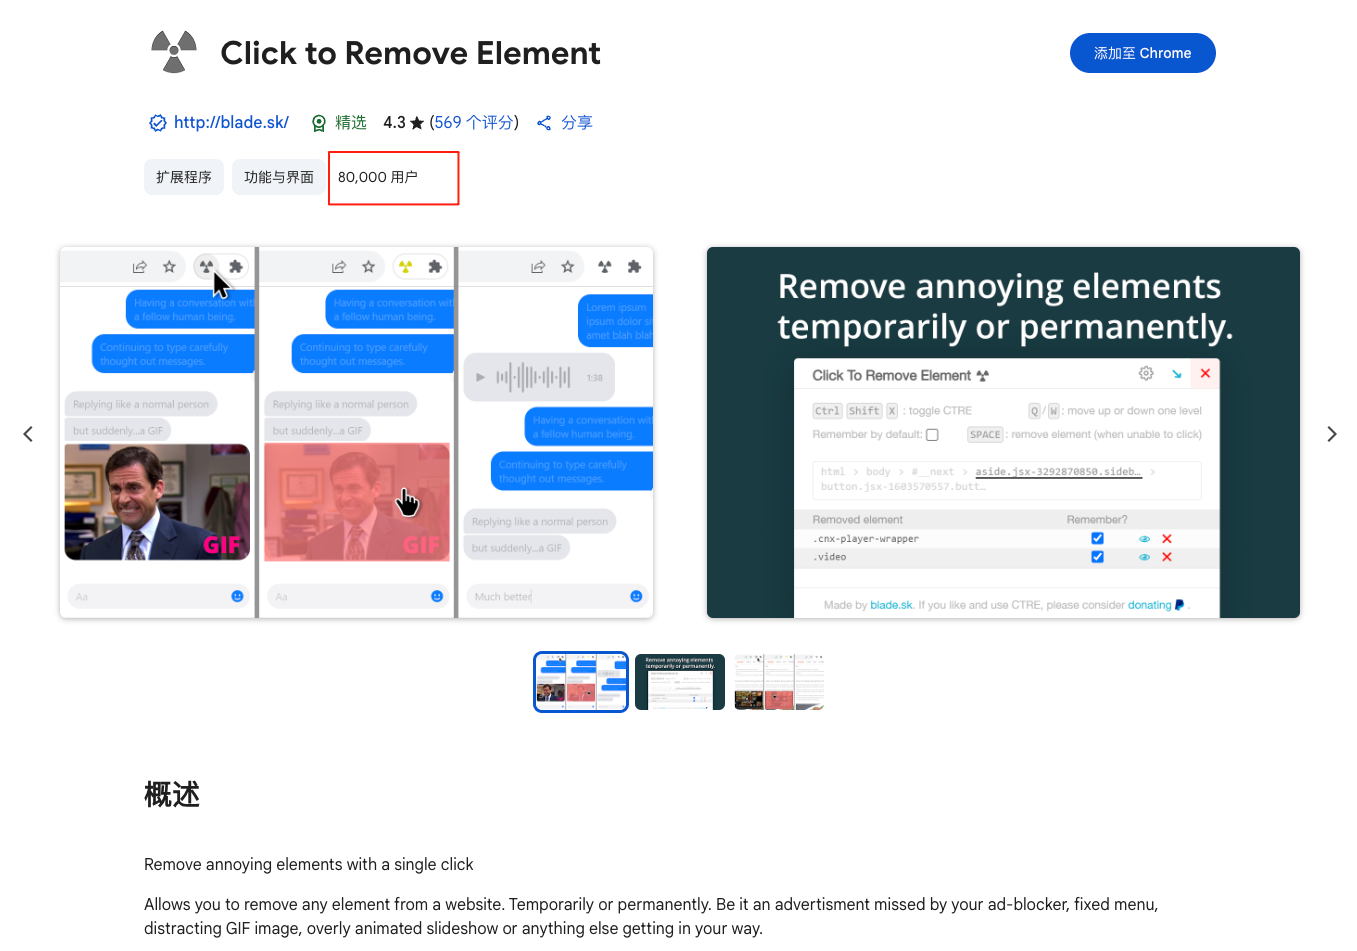 Click to Remove Element
添加至 Chrome
http://blade.sk/
精选
4.3 ★ (569 个评分)
分享
扩展程序
功能与界面
80,000 用户
Having a conversation wit
a fellow human being.
Continuing to type carefully
thought out messages.
Replying like a normal person
but suddenly...a GIF
GIF
Aa
Having a conversation wit
a fellow human being.
Continuing to type carefully
thought out messages.
Replying like a normal person
but suddenly...a GIF
GIF
Aa
Lorem ipsum
ipsum dolor si
amet blah blah
1:38
Having a conversation wit
a fellow human being.
Continuing to type carefully
thought out messages.
Replying like a normal person
but suddenly...a GIF
Much better
Remove annoying elements
temporarily or permanently.
Click To Remove Element
Ctrl Shift X : toggle CTRE
Q / W : move up or down one level
Remember by default:
SPACE : remove element (when unable to click)
html > body > #__next > aside.jsx-3292870850.sideb… >
button.jsx-1603570557.butt…
Removed element
Remember?
.cnx-player-wrapper
.video
Made by blade.sk. If you like and use CTRE, please consider donating
Remove annoying elements
temporarily or permanently.
概述
Remove annoying elements with a single click
Allows you to remove any element from a website. Temporarily or permanently. Be it an advertisment missed by your ad-blocker, fixed menu,
distracting GIF image, overly animated slideshow or anything else getting in your way.